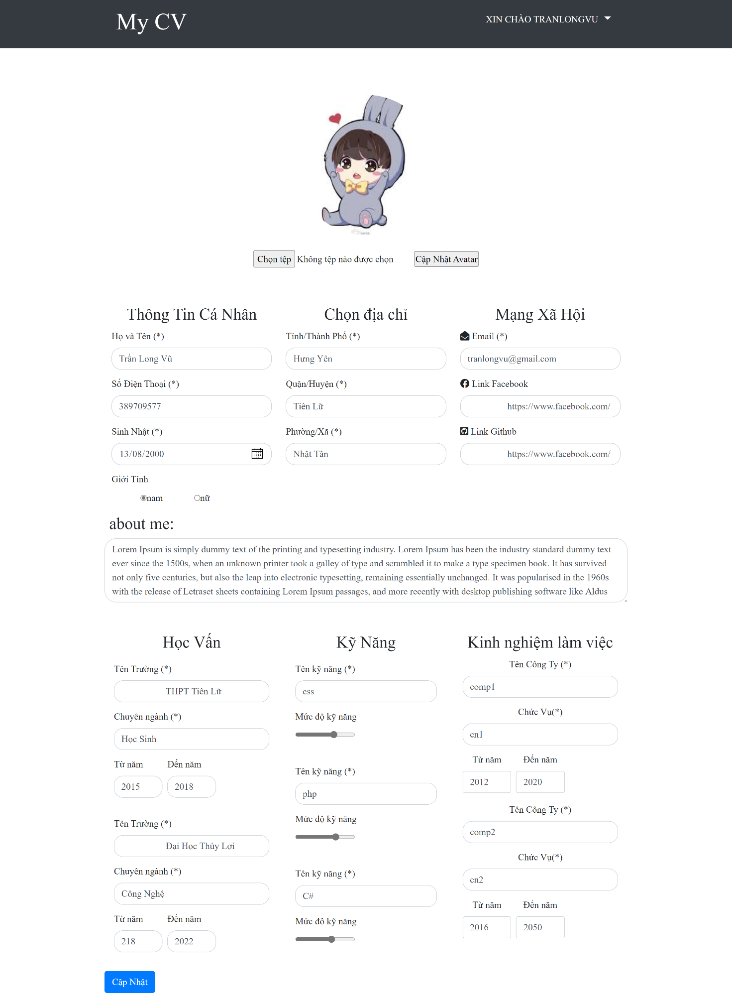 My CV
XIN CHÀO TRANLONGVU
Chọn tệp Không tệp nào được chọn
Cập Nhật Avatar
Thông Tin Cá Nhân
Họ và Tên (*)
Trần Long Vũ
Số Điện Thoại (*)
389709577
Sinh Nhật (*)
13/08/2000
Giới Tính
nam
nữ
Chọn địa chỉ
Tỉnh/Thành Phố (*)
Hưng Yên
Quận/Huyện (*)
Tiên Lữ
Phường/Xã (*)
Nhật Tân
Mạng Xã Hội
Email (*)
tranlongvu@gmail.com
Link Facebook
https://www.facebook.com/
Link Github
https://www.facebook.com/
about me:
Lorem Ipsum is simply dummy text of the printing and typesetting industry. Lorem Ipsum has been the industry standard dummy text
ever since the 1500s, when an unknown printer took a galley of type and scrambled it to make a type specimen book. It has survived
not only five centuries, but also the leap into electronic typesetting, remaining essentially unchanged. It was popularised in the 1960s
with the release of Letraset sheets containing Lorem Ipsum passages, and more recently with desktop publishing software like Aldus
Học Vấn
Tên Trường (*)
THPT Tiên Lữ
Chuyên ngành (*)
Học Sinh
Từ năm Đến năm
2015 2018
Tên Trường (*)
Đại Học Thủy Lợi
Chuyên ngành (*)
Công Nghệ
Từ năm Đến năm
218 2022
Kỹ Năng
Tên kỹ năng (*)
css
Mức độ kỹ năng
Tên kỹ năng (*)
php
Mức độ kỹ năng
Tên kỹ năng (*)
C#
Mức độ kỹ năng
Kinh nghiệm làm việc
Tên Công Ty (*)
comp1
Chức Vụ(*)
cn1
Từ năm Đến năm
2012 2020
Tên Công Ty (*)
comp2
Chức Vụ(*)
cn2
Từ năm Đến năm
2016 2050
Cập Nhật